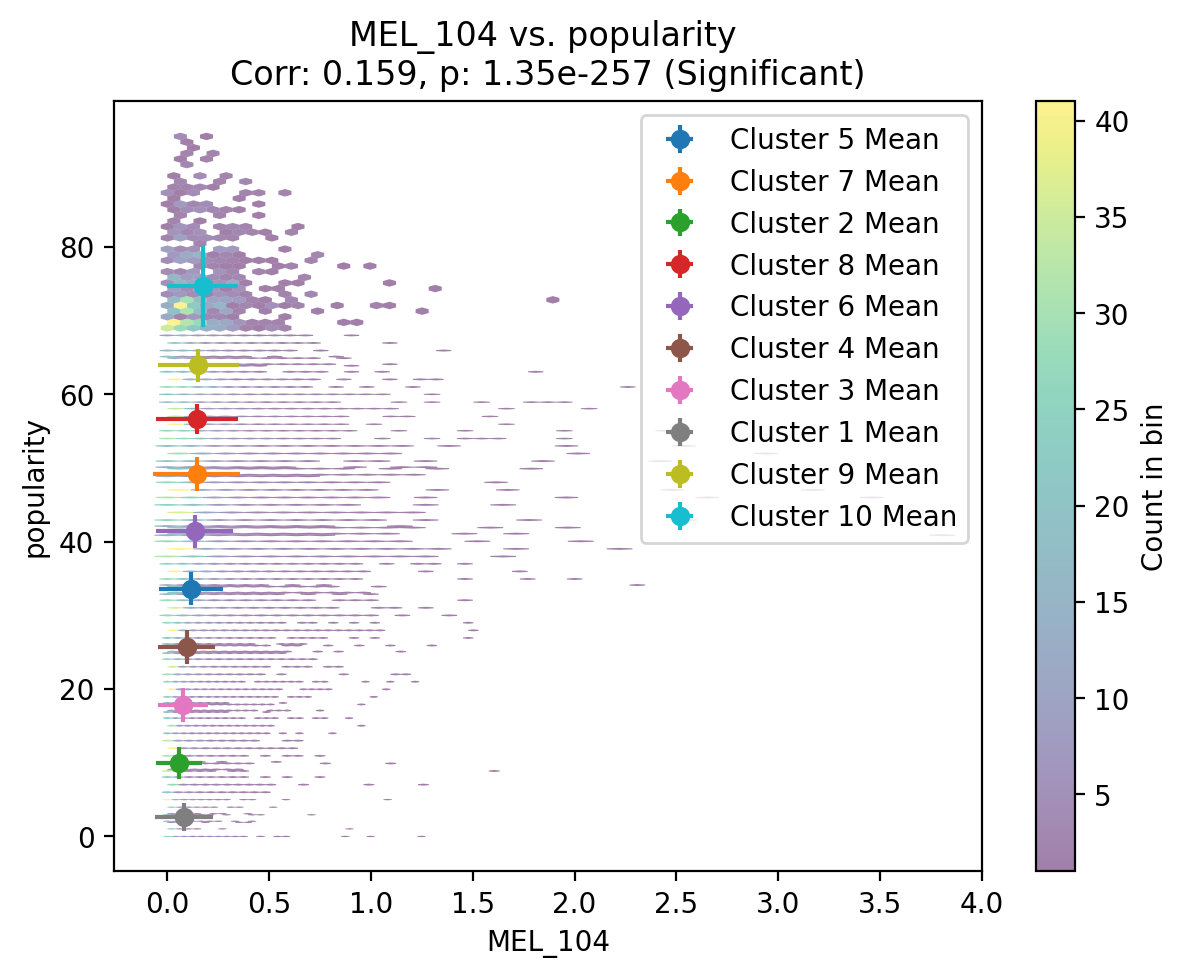 MEL_104 vs. popularity
Corr: 0.159, p: 1.35e-257 (Significant)
Cluster 5 Mean
Cluster 7 Mean
Cluster 2 Mean
Cluster 8 Mean
Cluster 6 Mean
Cluster 4 Mean
Cluster 3 Mean
Cluster 1 Mean
Cluster 9 Mean
Cluster 10 Mean
popularity
80
60
40
20
0
0.0 0.5 1.0 1.5 2.0 2.5 3.0 3.5 4.0
MEL_104
40
35
30
25
20
15
10
5
Count in bin